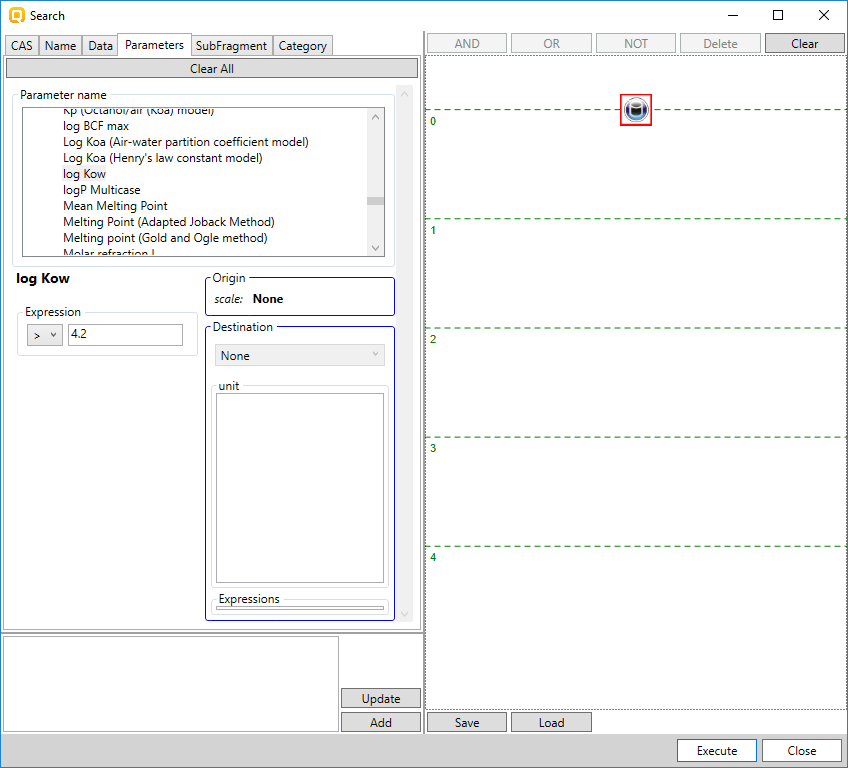 Search
CAS Name Data Parameters SubFragment Category
AND OR NOT Delete Clear
Clear All
Parameter name
Kp (Octanol/air (Koa) model)
log BCF max
Log Koa (Air-water partition coefficient model)
Log Koa (Henry's law constant model)
log Kow
logP Multicase
Mean Melting Point
Melting Point (Adapted Joback Method)
Melting point (Gold and Ogle method)
Molar refraction I
log Kow
Expression
> 4.2
Origin
scale: None
Destination
None
unit
Expressions
0
1
2
3
4
Update
Add
Save Load
Execute Close